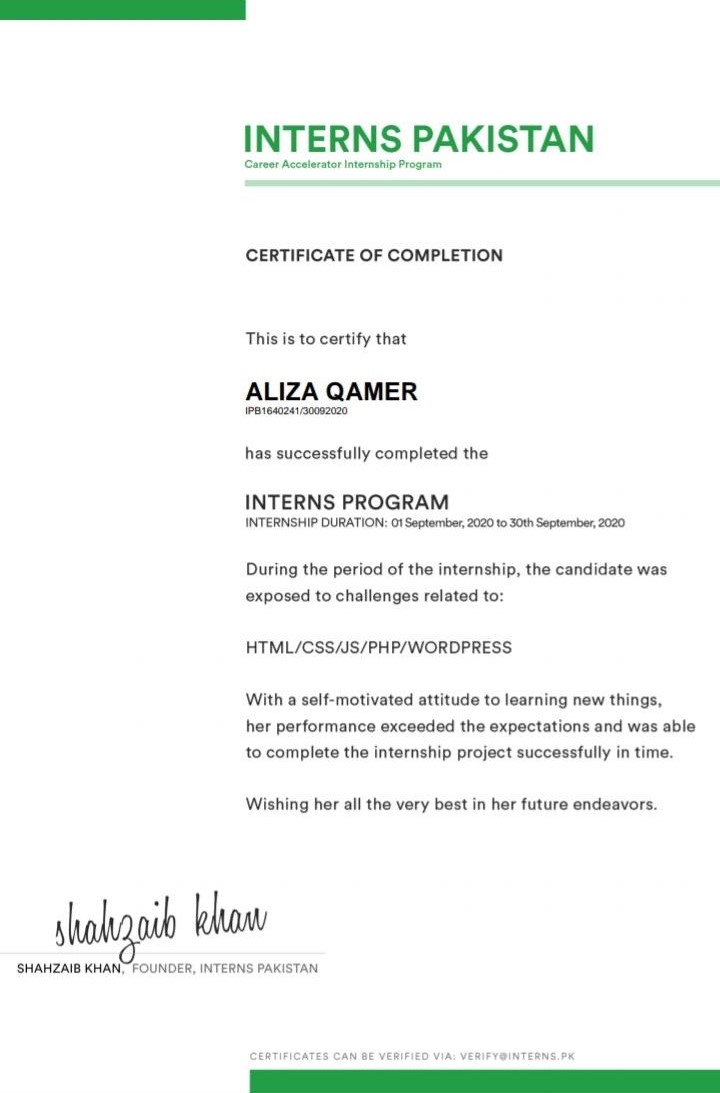 INTERNS PAKISTAN
Career Accelerator Internship Program
CERTIFICATE OF COMPLETION
This is to certify that
ALIZA QAMER
IPB1640241/30092020
has successfully completed the
INTERNS PROGRAM
INTERNSHIP DURATION: 01 September, 2020 to 30th September, 2020
During the period of the internship, the candidate was
exposed to challenges related to:
HTML/CSS/JS/PHP/WORDPRESS
With a self-motivated attitude to learning new things,
her performance exceeded the expectations and was able
to complete the internship project successfully in time.
Wishing her all the very best in her future endeavors.
shahzaib khan
SHAHZAIB KHAN, FOUNDER, INTERNS PAKISTAN
CERTIFICATES CAN BE VERIFIED VIA: VERIFY@INTERNS.PK